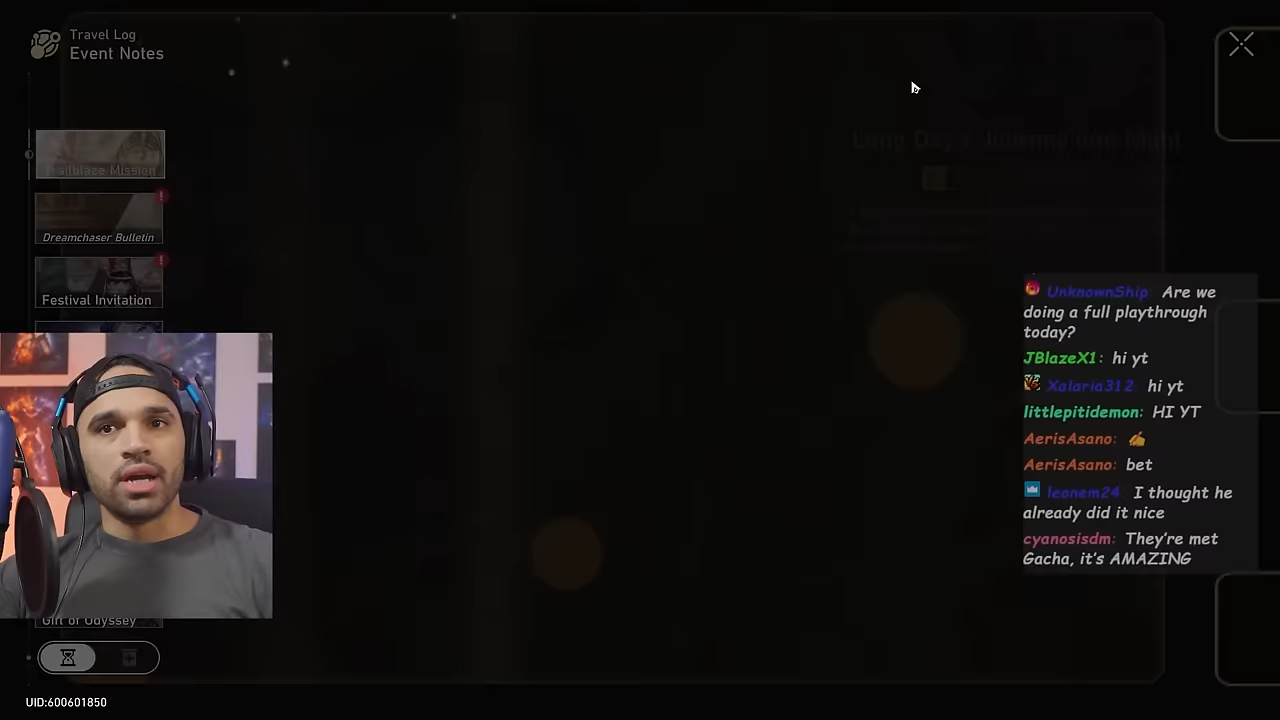 Travel Log
Event Notes
Trailblaze Mission
Dreamchaser Bulletin
Festival Invitation
Gift of Odyssey
UID:600601850
UnknownShip: Are we
doing a full playthrough
today?
JBlazeX1: hi yt
Xalaria312: hi yt
littlepitidemon: HI YT
AerisAsano: ✍
AerisAsano: bet
leonem24: I thought he
already did it nice
cyanosisdm: They're met
Gacha, it's AMAZING